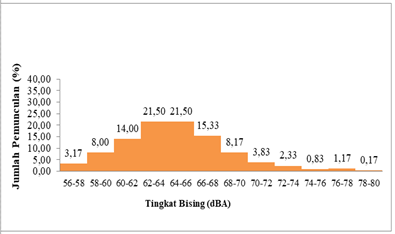 Jumlah Pemunculan (%)
40,00
35,00
30,00
25,00
20,00
15,00
10,00
5,00
0,00
3,17 8,00 14,00 21,50 21,50 15,33 8,17 3,83 2,33 0,83 1,17 0,17
56-58 58-60 60-62 62-64 64-66 66-68 68-70 70-72 72-74 74-76 76-78 78-80
Tingkat Bising (dBA)